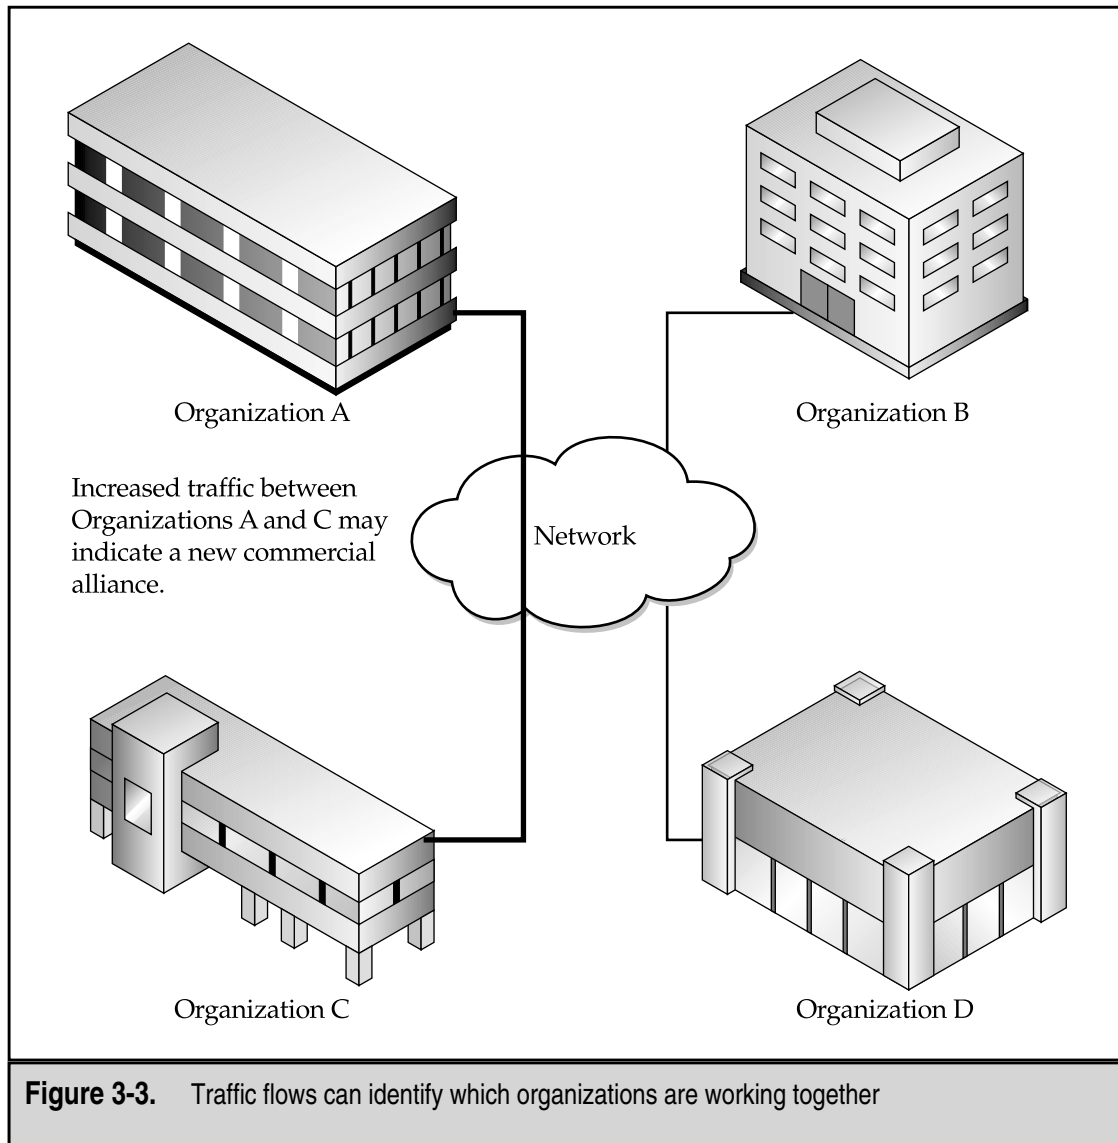 Organization A
Organization B
Increased traffic between
Organizations A and C may
indicate a new commercial
alliance.
Network
Organization C
Organization D
Figure 3-3. Traffic flows can identify which organizations are working together